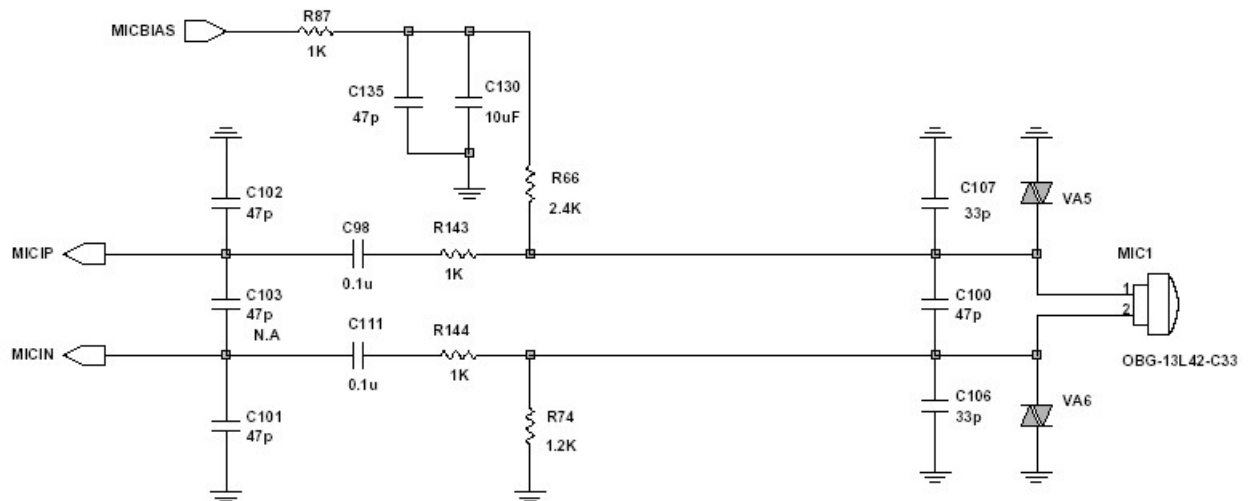 R87
MICBIAS
1K
C135
47p
C130
10uF
R66
2.4K
C102
47p
C107
33p
VA5
C98
0.1u
R143
1K
MICIP
MIC1
1
2
C103
47p
N.A
C100
47p
C111
0.1u
R144
1K
MICIN
OBG-13L42-C33
C101
47p
R74
1.2K
C106
33p
VA6